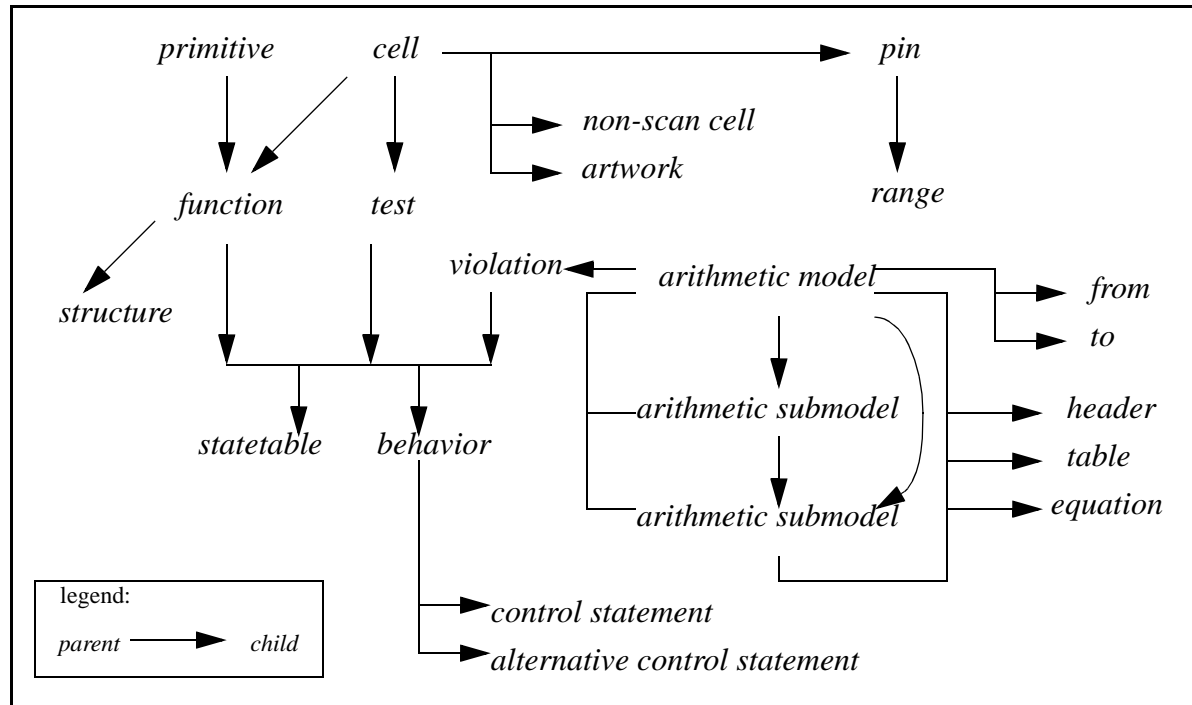 primitive cell pin
non-scan cell
artwork
range
function test
violation arithmetic model from
structure
to
arithmetic submodel header
statetable behavior
table
arithmetic submodel equation
legend:
control statement
parent child
alternative control statement